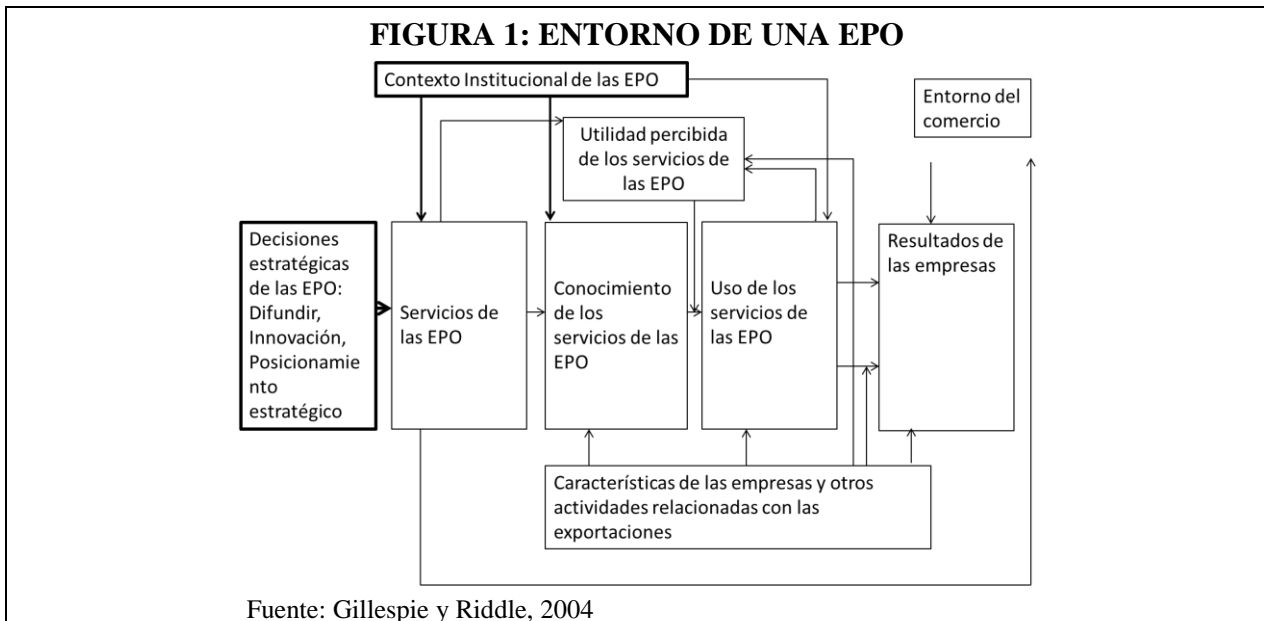 FIGURA 1: ENTORNO DE UNA EPO
Contexto Institucional de las EPO
Entorno del
comercio
Utilidad percibida
de los servicios de
las EPO
Decisiones
estratégicas
de las EPO:
Difundir,
Innovación,
Posicionamie
nto
estratégico
Servicios de
las EPO
Conocimiento
de los
servicios de las
EPO
Uso de los
servicios de
las EPO
Resultados de
las empresas
Características de las empresas y otros
actividades relacionadas con las
exportaciones
Fuente: Gillespie y Riddle, 2004